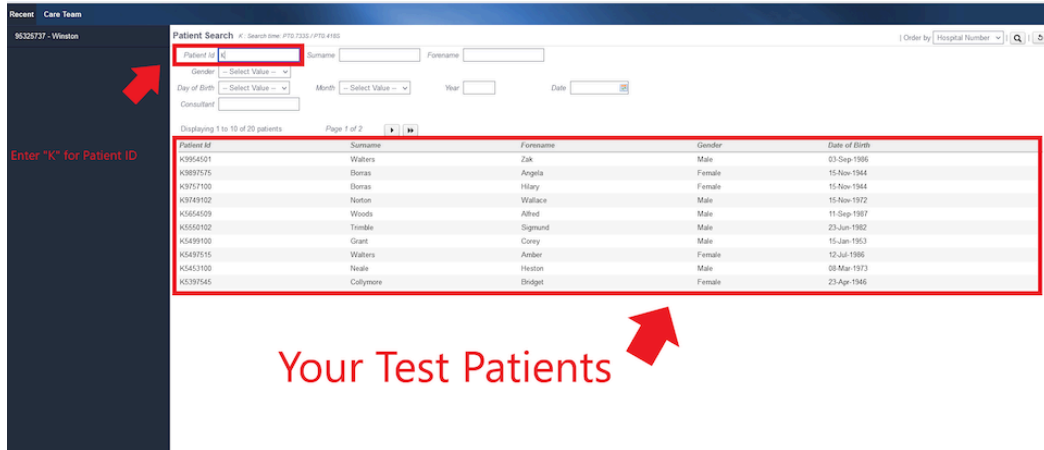 Recent Care Team
95325737 - Winston
Patient Search K : Search time: PT0.733S / PT0.416S
| Order by Hospital Number
Patient Id K Surname Forename
Gender -- Select Value --
Day of Birth -- Select Value -- Month -- Select Value -- Year Date
Consultant
Displaying 1 to 10 of 20 patients Page 1 of 2
Enter "K" for Patient ID
Patient Id Surname Forename Gender Date of Birth
K9954501 Walters Zak Male 03-Sep-1986
K9897575 Borras Angela Female 15-Nov-1944
K9757100 Borras Hilary Female 15-Nov-1944
K9749102 Norton Wallace Male 15-Nov-1972
K5654509 Woods Alfred Male 11-Sep-1987
K5550102 Trimble Sigmund Male 23-Jun-1982
K5499100 Grant Corey Male 15-Jan-1953
K5497515 Walters Amber Female 12-Jul-1986
K5453100 Neale Heston Male 08-Mar-1973
K5397545 Collymore Bridget Female 23-Apr-1946
Your Test Patients